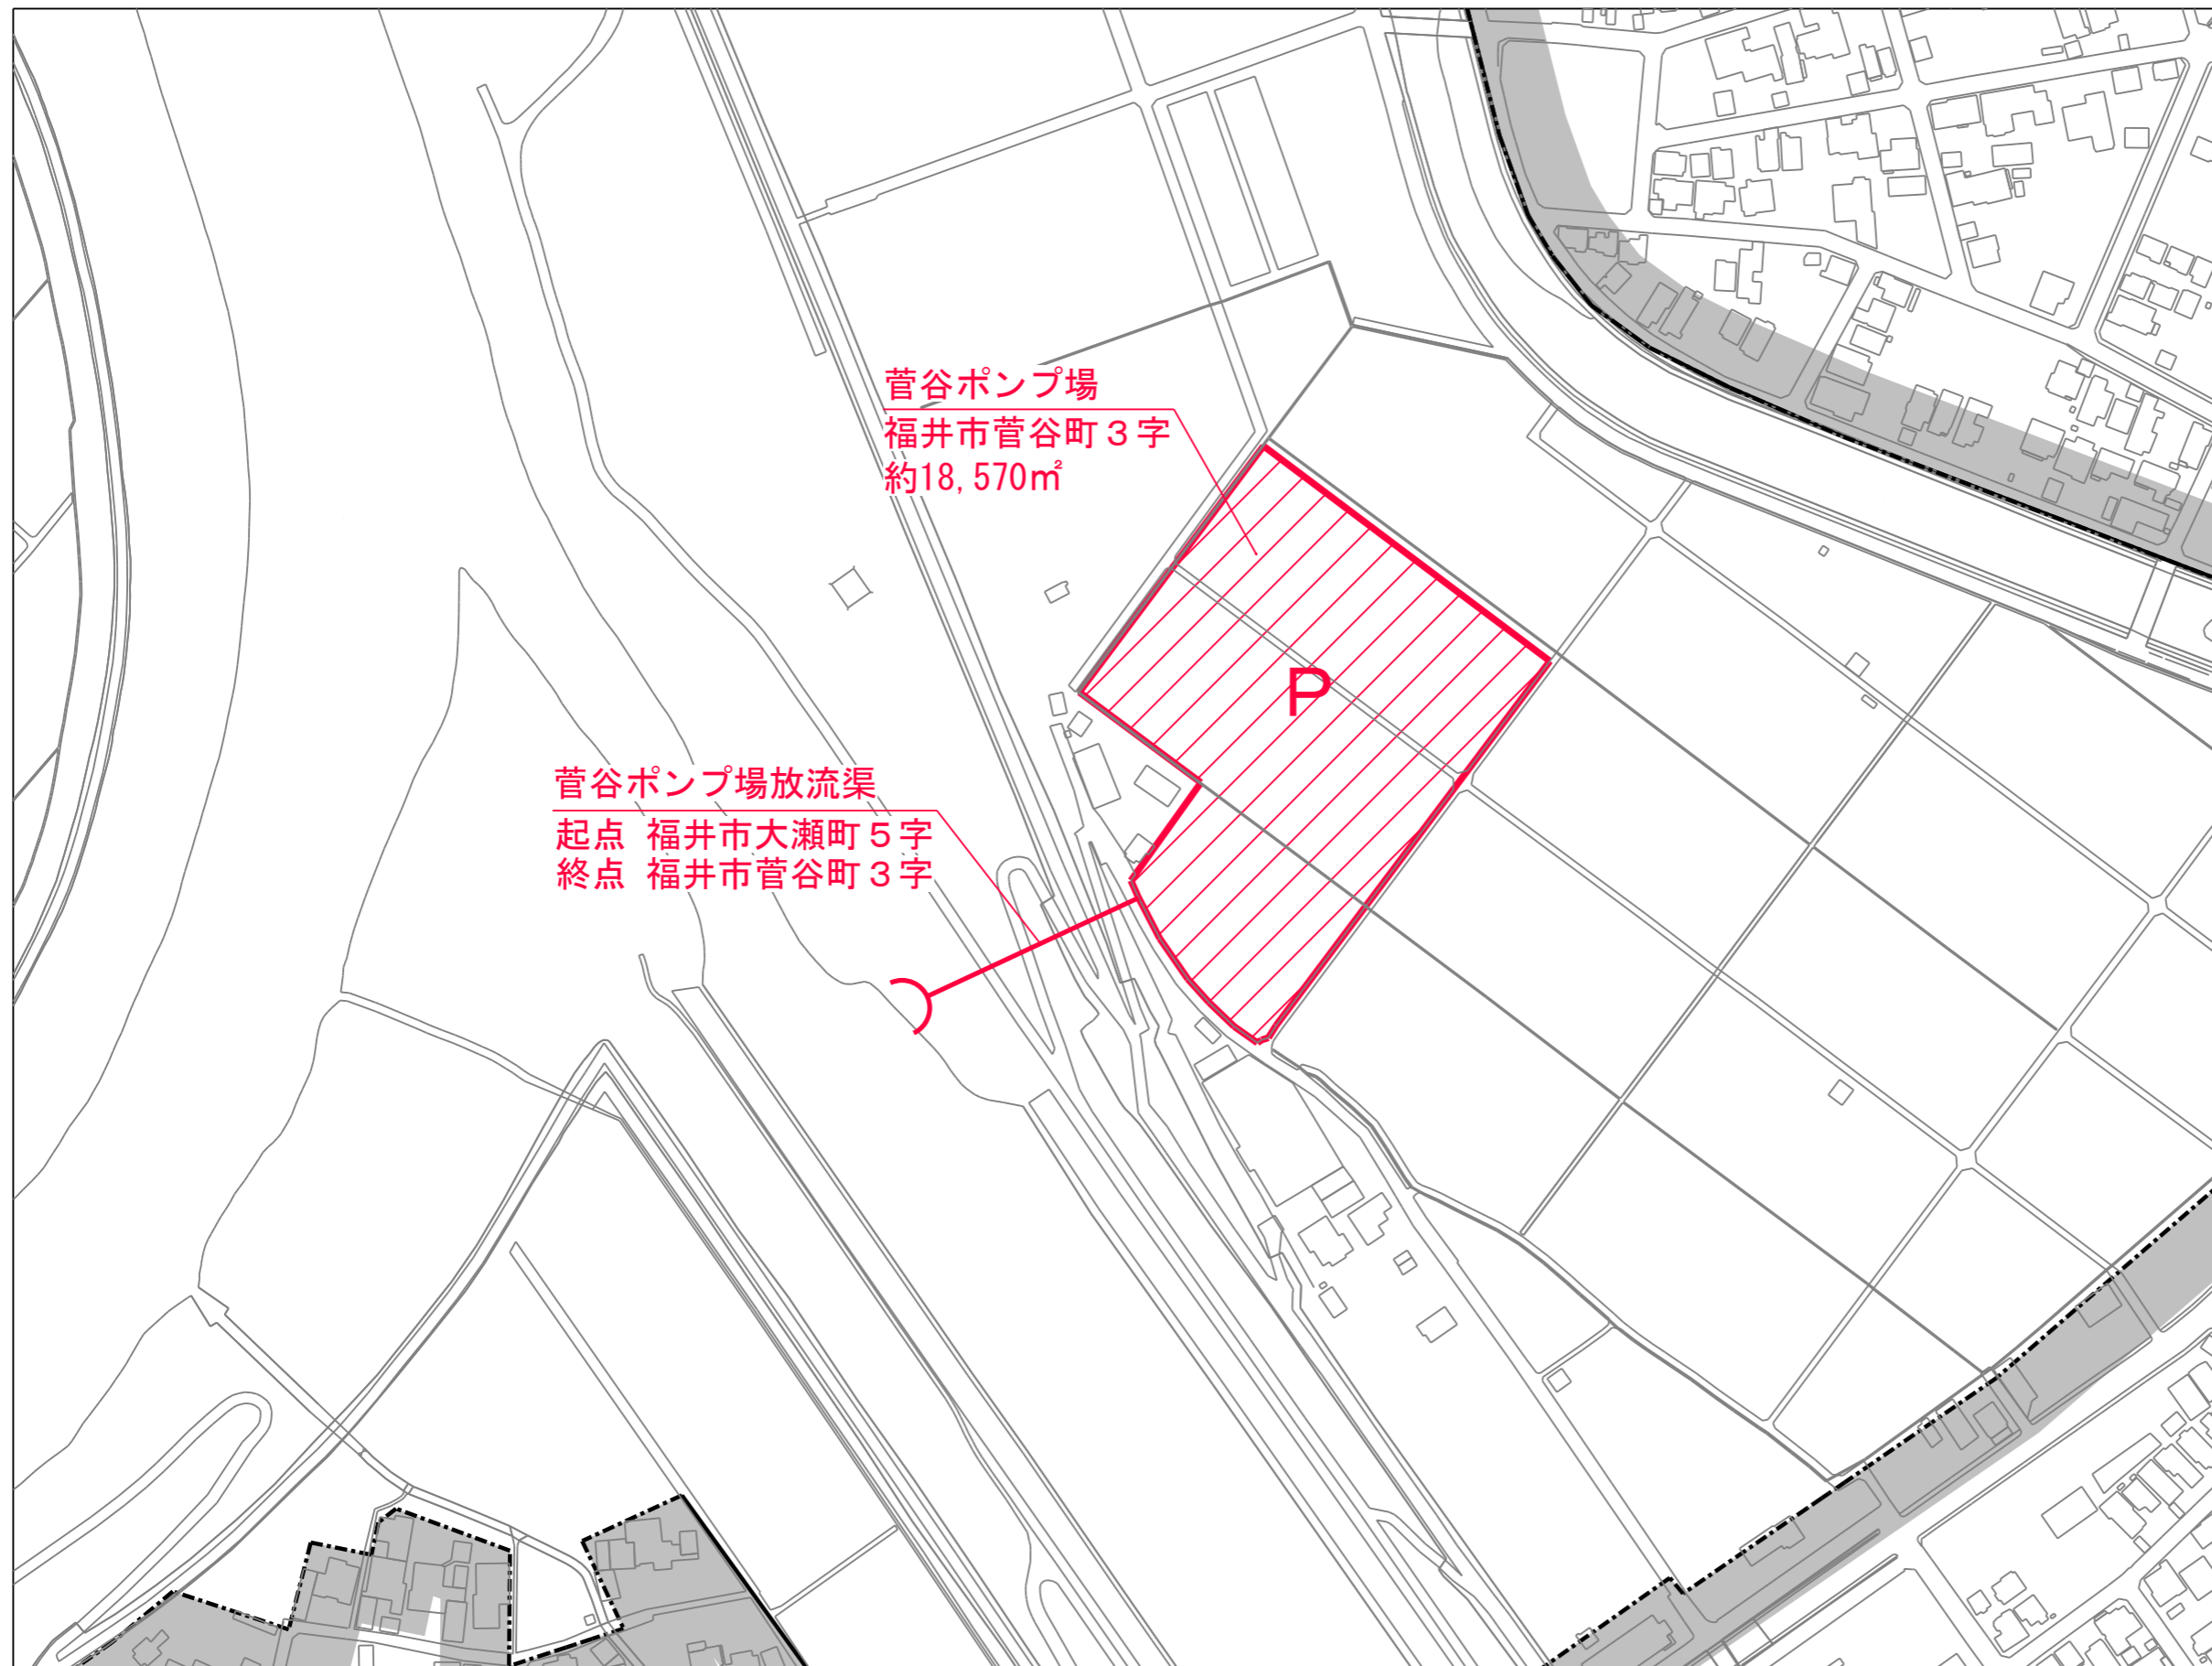 菅谷ポンプ場
福井市菅谷町３字
約18,570㎡
P
菅谷ポンプ場放流渠
起点 福井市大瀬町５字
終点 福井市菅谷町３字